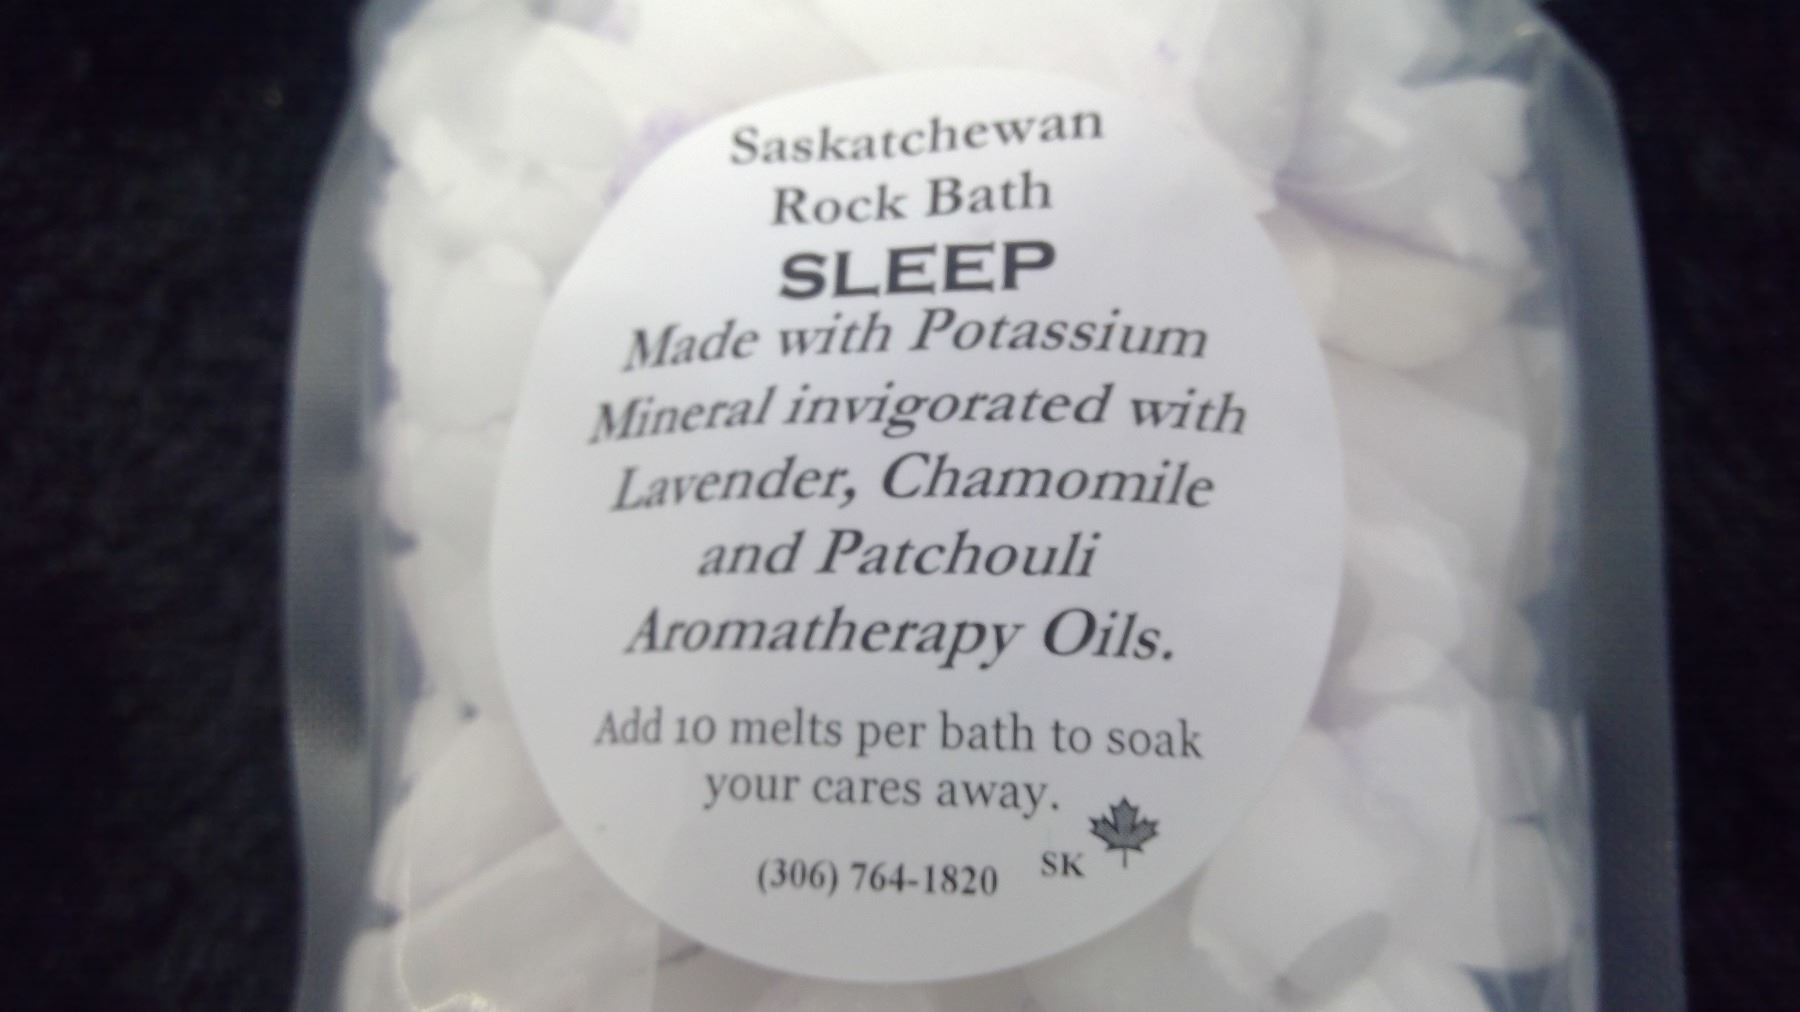 Saskatchewan
Rock Bath
SLEEP
Made with Potassium
Mineral invigorated with
Lavender, Chamomile
and Patchouli
Aromatherapy Oils.
Add 10 melts per bath to soak
your cares away.
(306) 764-1820 SK